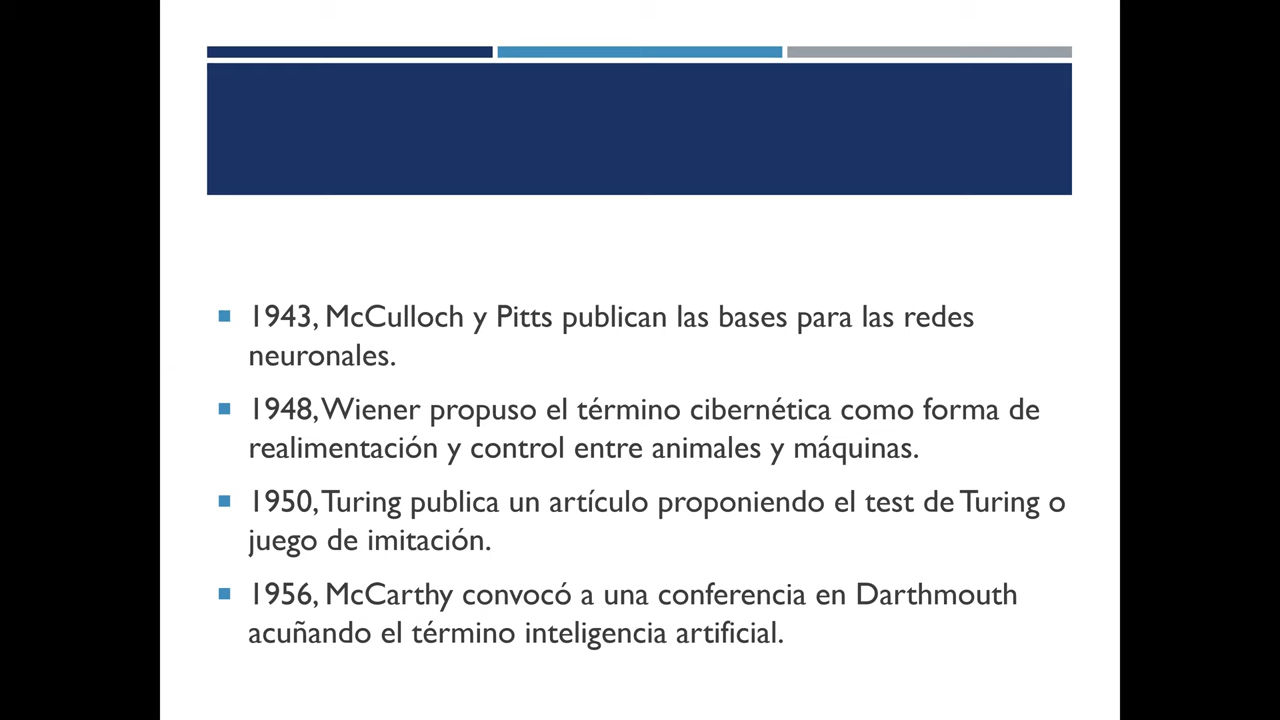 1943, McCulloch y Pitts publican las bases para las redes
neuronales.
1948, Wiener propuso el término cibernética como forma de
realimentación y control entre animales y máquinas.
1950, Turing publica un artículo proponiendo el test de Turing o
juego de imitación.
1956, McCarthy convocó a una conferencia en Darthmouth
acuñando el término inteligencia artificial.